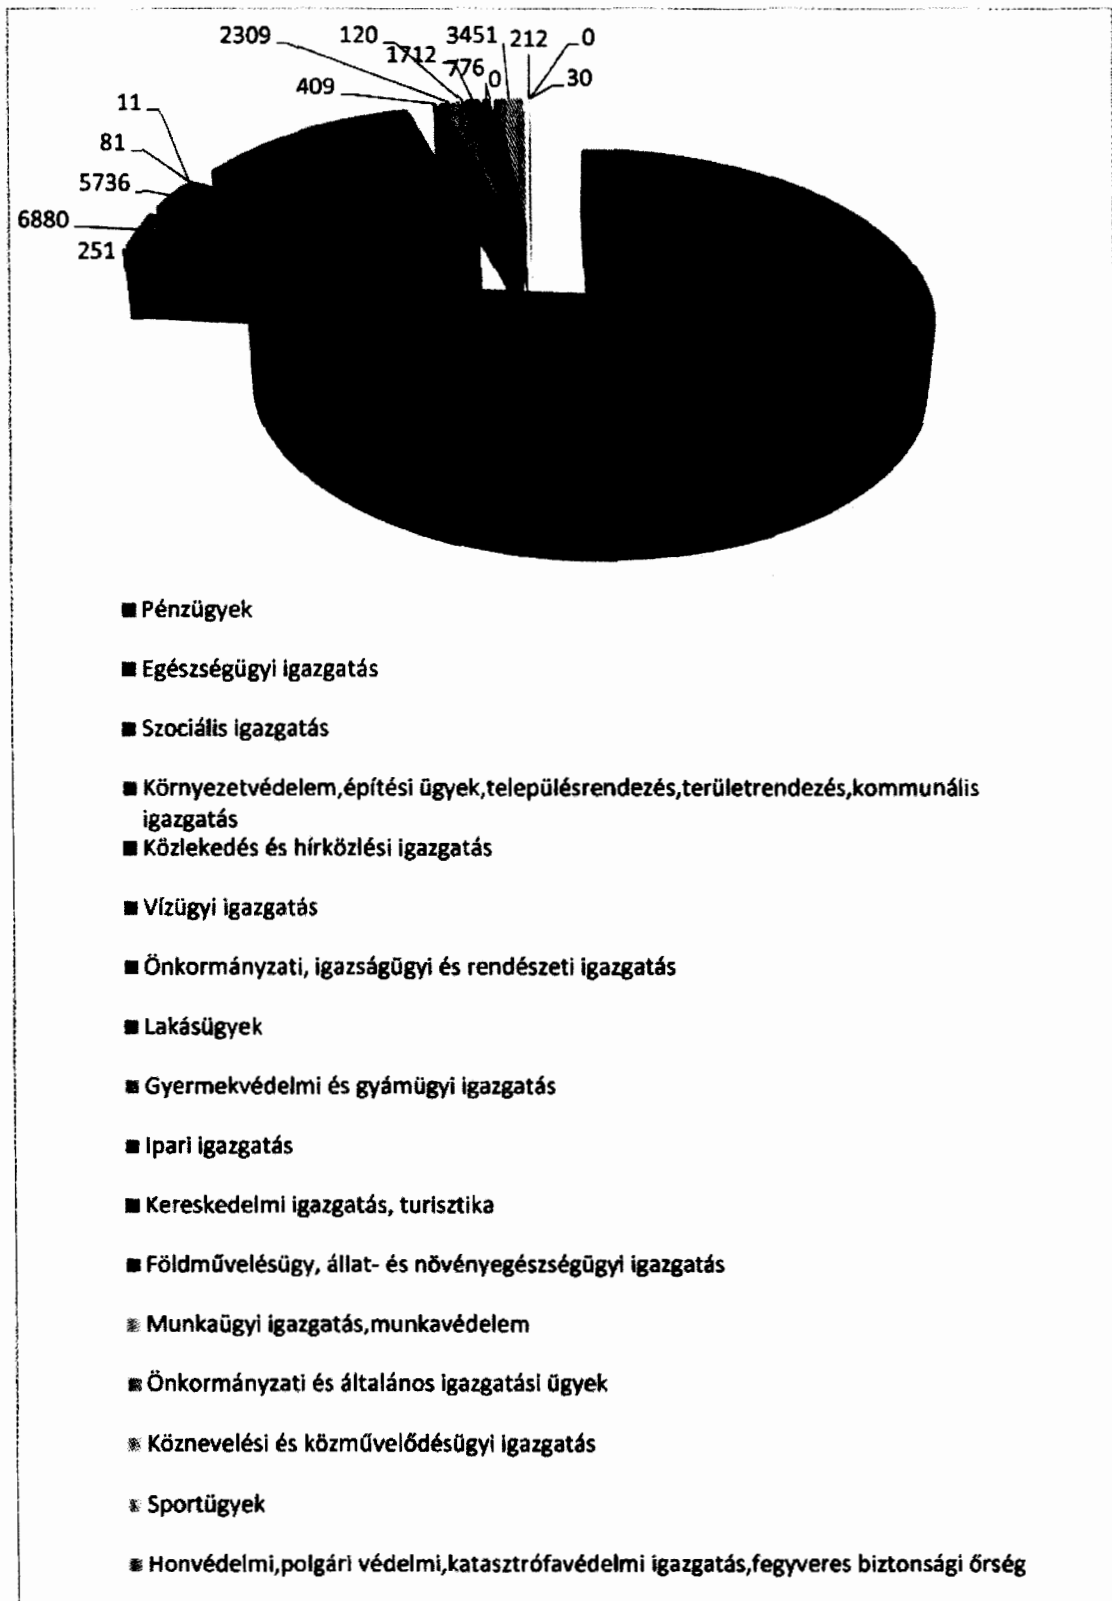 2309 120 3451 212 0
1712 776 0 30
409
11
81
5736
6880
251
Pénzügyek
Egészségügyi igazgatás
Szociális igazgatás
Környezetvédelem,építési ügyek,településrendezés,területrendezés,kommunális
igazgatás
Közlekedés és hírközlési igazgatás
Vízügyi igazgatás
Önkormányzati, igazságügyi és rendészeti igazgatás
Lakásügyek
Gyermekvédelmi és gyámügyi igazgatás
Ipari igazgatás
Kereskedelmi igazgatás, turisztika
Földművelésügy, állat- és növényegészségügyi igazgatás
Munkaügyi igazgatás,munkavédelem
Önkormányzati és általános igazgatási ügyek
Köznevelési és közművelődésügyi igazgatás
Sportügyek
Honvédelmi,polgári védelmi,katasztrófavédelmi igazgatás,fegyveres biztonsági őrség